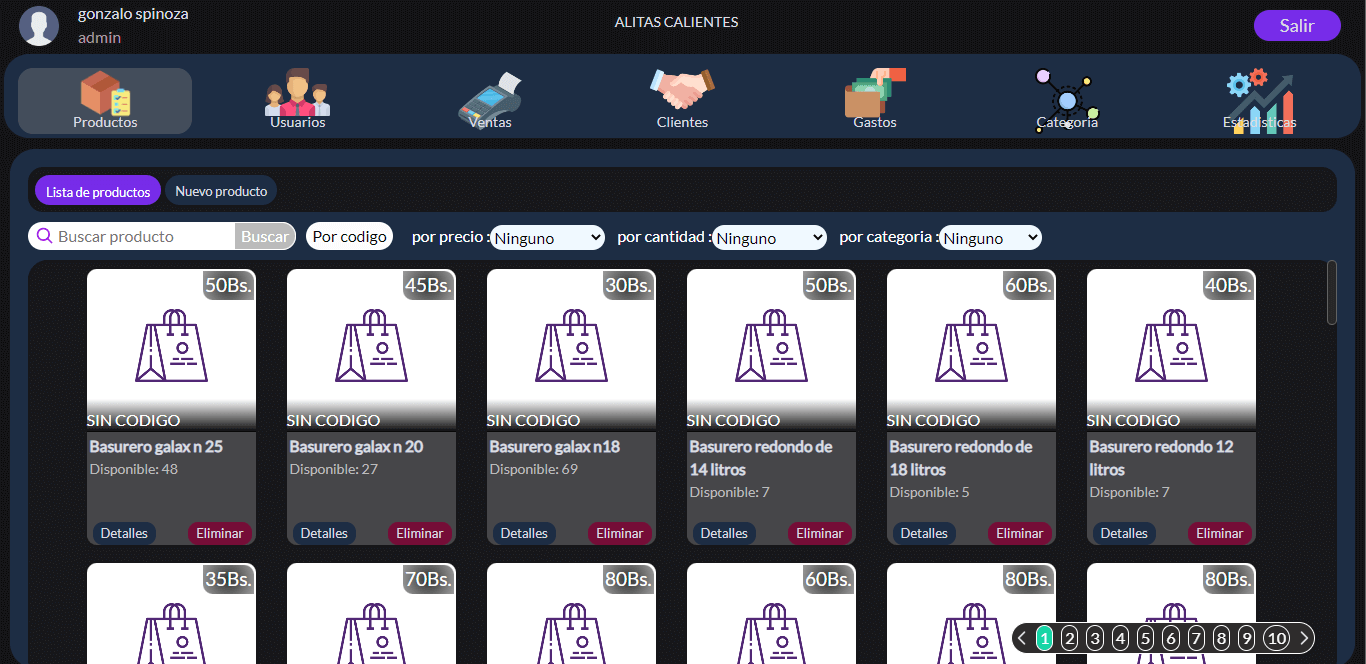 gonzalo spinoza
admin
ALITAS CALIENTES
Salir
Productos
Usuarios
Ventas
Clientes
Gastos
Categoria
Estadisticas
Lista de productos
Nuevo producto
Buscar producto
Buscar
Por codigo
por precio :
Ninguno
por cantidad :
Ninguno
por categoria :
Ninguno
50Bs.
SIN CODIGO
Basurero galax n 25
Disponible: 48
Detalles
Eliminar
45Bs.
SIN CODIGO
Basurero galax n 20
Disponible: 27
Detalles
Eliminar
30Bs.
SIN CODIGO
Basurero galax n18
Disponible: 69
Detalles
Eliminar
50Bs.
SIN CODIGO
Basurero redondo de
14 litros
Disponible: 7
Detalles
Eliminar
60Bs.
SIN CODIGO
Basurero redondo de
18 litros
Disponible: 5
Detalles
Eliminar
40Bs.
SIN CODIGO
Basurero redondo 12
litros
Disponible: 7
Detalles
Eliminar
35Bs.
70Bs.
80Bs.
60Bs.
80Bs.
80Bs.
1 2 3 4 5 6 7 8 9 10